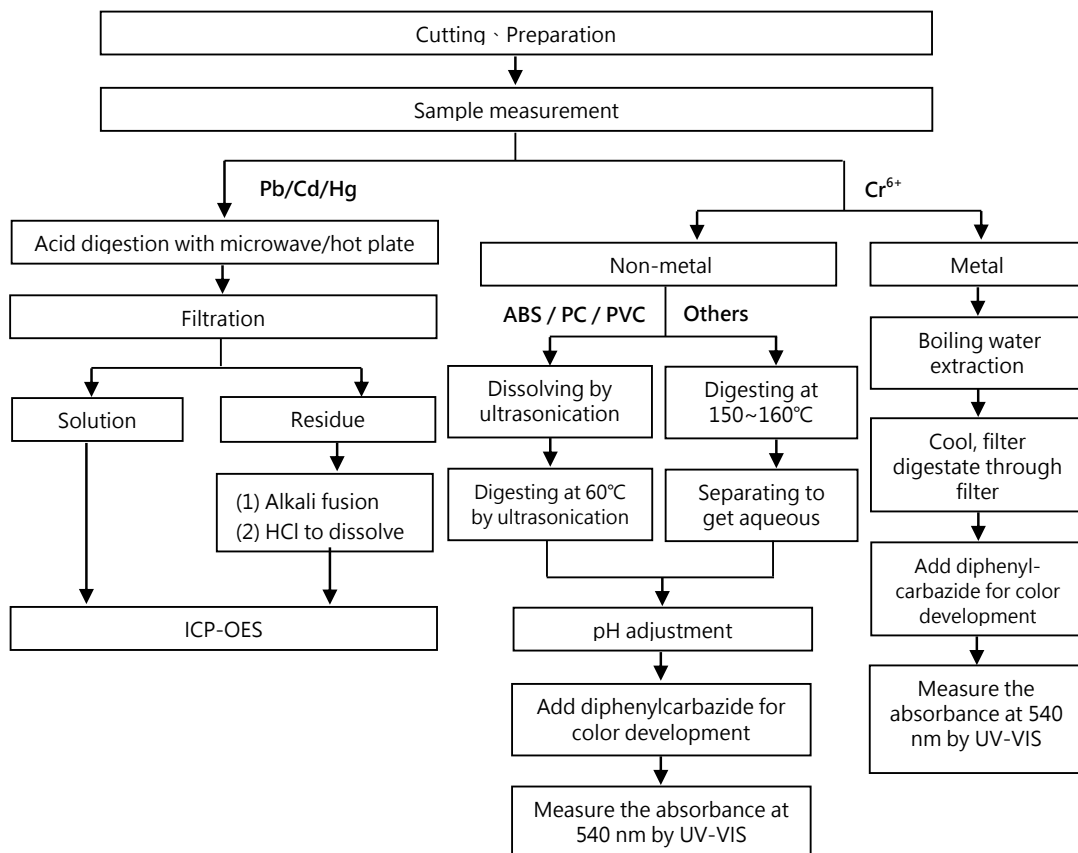 Cutting、Preparation
Sample measurement
Pb/Cd/Hg
Cr⁶⁺
Acid digestion with microwave/hot plate
Filtration
Solution
Residue
(1) Alkali fusion
(2) HCl to dissolve
ICP-OES
Non-metal
ABS / PC / PVC
Others
Dissolving by
ultrasonication
Digesting at 60℃
by ultrasonication
Digesting at
150~160℃
Separating to
get aqueous
pH adjustment
Add diphenylcarbazide for
color development
Measure the absorbance at
540 nm by UV-VIS
Metal
Boiling water
extraction
Cool, filter
digestate through
filter
Add diphenyl-
carbazide for color
development
Measure the
absorbance at 540
nm by UV-VIS